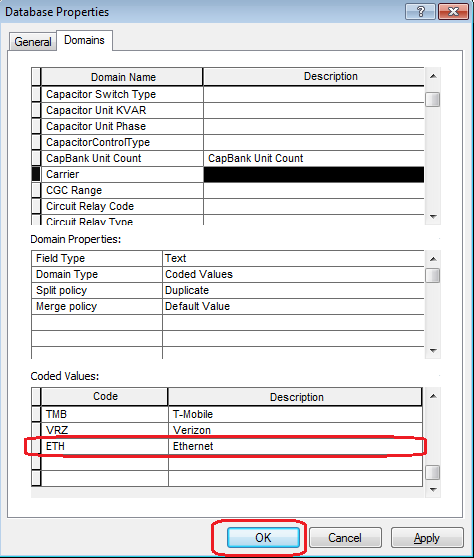 Database Properties
General Domains
Domain Name Description
Capacitor Switch Type
Capacitor Unit KVAR
Capacitor Unit Phase
CapacitorControlType
CapBank Unit Count CapBank Unit Count
Carrier
CGC Range
Circuit Relay Code
Circuit Relay Type
Domain Properties:
Field Type Text
Domain Type Coded Values
Split policy Duplicate
Merge policy Default Value
Coded Values:
Code Description
TMB T-Mobile
VRZ Verizon
ETH Ethernet
OK Cancel Apply